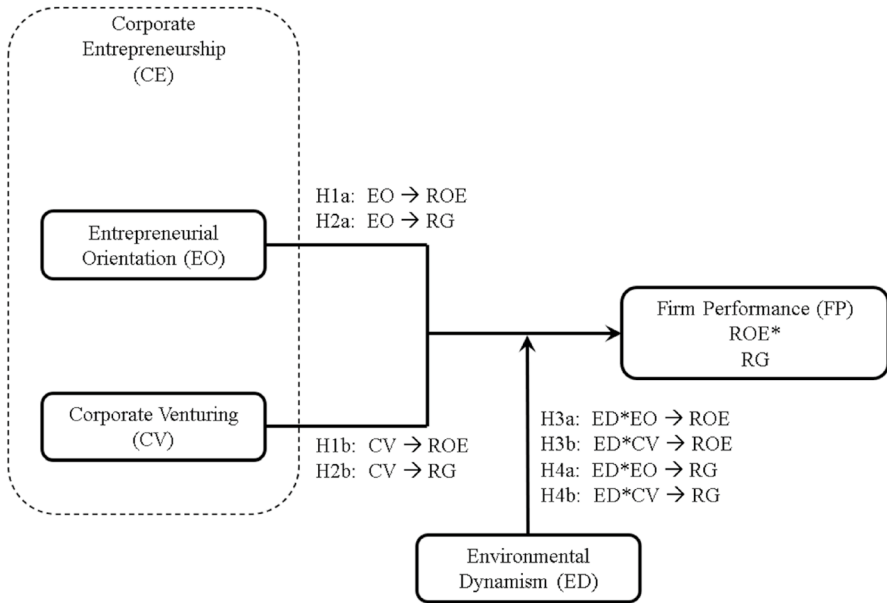 Corporate
Entrepreneurship
(CE)
H1a: EO → ROE
H2a: EO → RG
Entrepreneurial
Orientation (EO)
Firm Performance (FP)
ROE*
RG
Corporate Venturing
(CV)
H1b: CV → ROE
H2b: CV → RG
H3a: ED*EO → ROE
H3b: ED*CV → ROE
H4a: ED*EO → RG
H4b: ED*CV → RG
Environmental
Dynamism (ED)